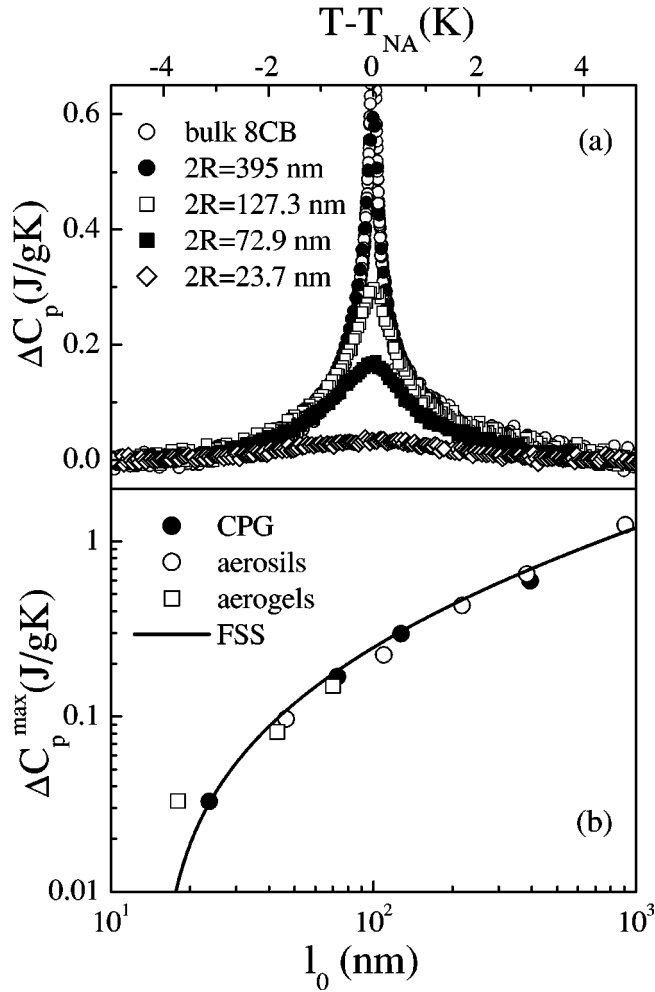 T-T_NA(K)
-4 -2 0 2 4
0.6
(a)
bulk 8CB
2R=395 nm
0.4
2R=127.3 nm
2R=72.9 nm
2R=23.7 nm
0.2
0.0
ΔC_p(J/gK)
CPG
1
aerosils
aerogels
FSS
0.1
(b)
0.01
ΔC_p^max(J/gK)
10^1 10^2 10^3
l_0 (nm)